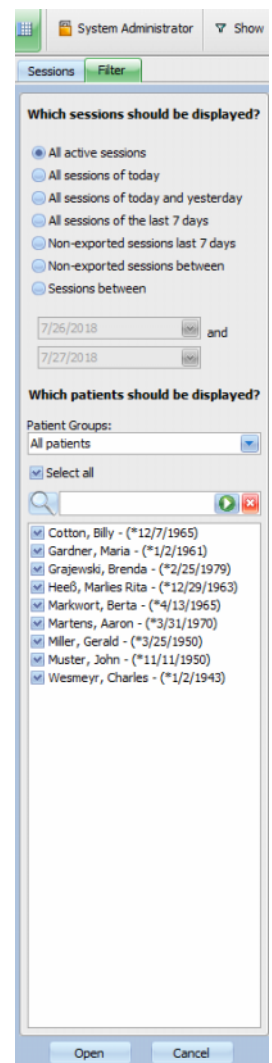 System Administrator Show
Sessions Filter
Which sessions should be displayed?
All active sessions
All sessions of today
All sessions of today and yesterday
All sessions of the last 7 days
Non-exported sessions last 7 days
Non-exported sessions between
Sessions between
7/26/2018 and
7/27/2018
Which patients should be displayed?
Patient Groups:
All patients
Select all
Cotton, Billy - (*12/7/1965)
Gardner, Maria - (*1/2/1961)
Grajewski, Brenda - (*2/25/1979)
Heeß, Marlies Rita - (*12/29/1963)
Markwort, Berta - (*4/13/1965)
Martens, Aaron - (*3/31/1970)
Miller, Gerald - (*3/25/1950)
Muster, John - (*11/11/1950)
Wesmeyr, Charles - (*1/2/1943)
Open Cancel